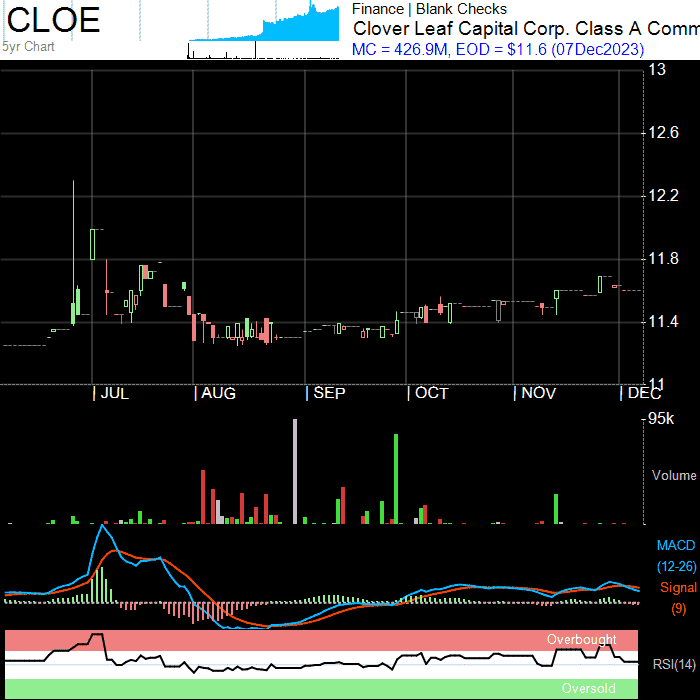 CLOE
5yr Chart
Finance | Blank Checks
Clover Leaf Capital Corp. Class A Comm
MC = 426.9M, EOD = $11.6 (07Dec2023)
13
12.6
12.2
11.8
11.4
11
JUL AUG SEP OCT NOV DEC
95k
Volume
MACD
(12-26)
Signal
(9)
Overbought
RSI(14)
Oversold